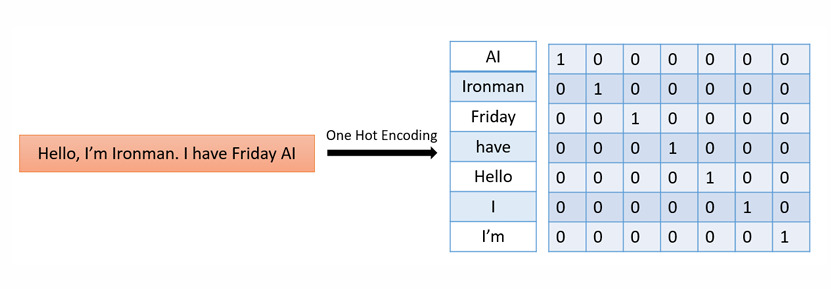 Hello, I'm Ironman. I have Friday AI
One Hot Encoding
AI 1 0 0 0 0 0 0
Ironman 0 1 0 0 0 0 0
Friday 0 0 1 0 0 0 0
have 0 0 0 1 0 0 0
Hello 0 0 0 0 1 0 0
I 0 0 0 0 0 1 0
I'm 0 0 0 0 0 0 1